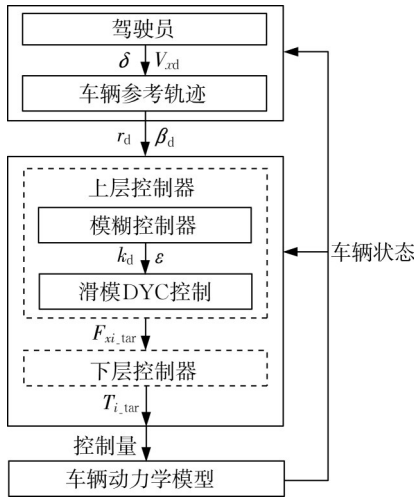 驾驶员
δ V_xd
车辆参考轨迹
r_d β_d
上层控制器
模糊控制器
k_d ε
滑模DYC控制
车辆状态
F_xi_tar
下层控制器
T_i_tar
控制量
车辆动力学模型